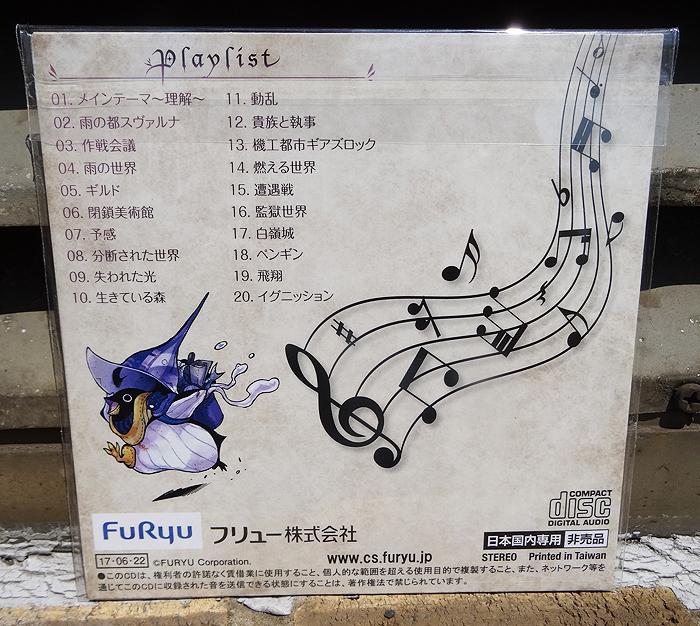 Playlist
01. メインテーマ～理解～
02. 雨の都スヴァルナ
03. 作戦会議
04. 雨の世界
05. ギルド
06. 閉鎖美術館
07. 予感
08. 分断された世界
09. 失われた光
10. 生きている森
11. 動乱
12. 貴族と執事
13. 機工都市ギアズロック
14. 燃える世界
15. 遭遇戦
16. 監獄世界
17. 白嶺城
18. ペンギン
19. 飛翔
20. イグニッション
COMPACT
disc
DIGITAL AUDIO
FURYU フリュー株式会社
日本国内専用 非売品
17・06・22 ©FURYU Corporation.
www.cs.furyu.jp
STEREO Printed in Taiwan
●このCDは、権利者の許諾なく賃借業に使用すること、個人的な範囲を超える使用目的で複製すること、また、ネットワーク等を
通じてこのCDに収録された音を送信できる状態にすることは、著作権法で禁じられています。